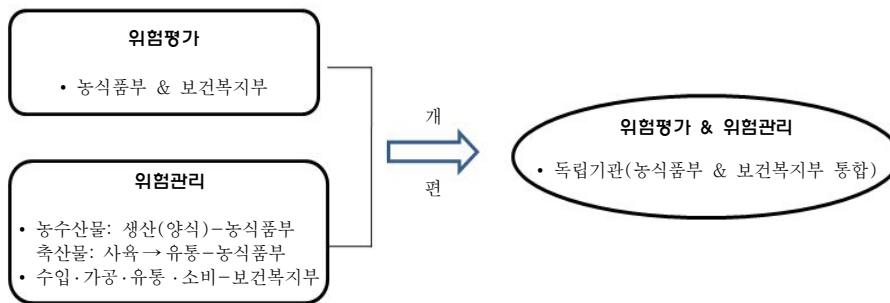 위험평가
• 농식품부 & 보건복지부
위험관리
• 농수산물: 생산(양식)-농식품부
축산물: 사육→유통-농식품부
• 수입·가공·유통·소비-보건복지부
개
편
위험평가 & 위험관리
• 독립기관(농식품부 & 보건복지부 통합)